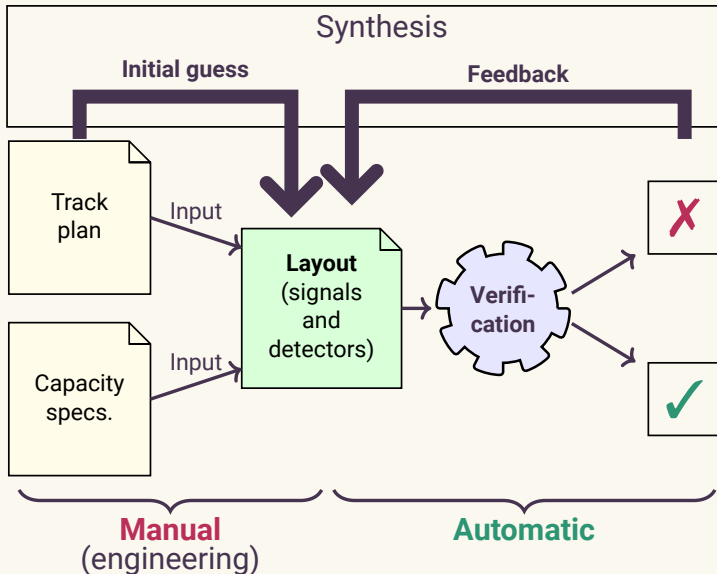 Synthesis
Initial guess
Feedback
Track
plan
Input
Layout
(signals
and
detectors)
Verifi-
cation
✗
Capacity
specs.
Input
✓
Manual
(engineering)
Automatic